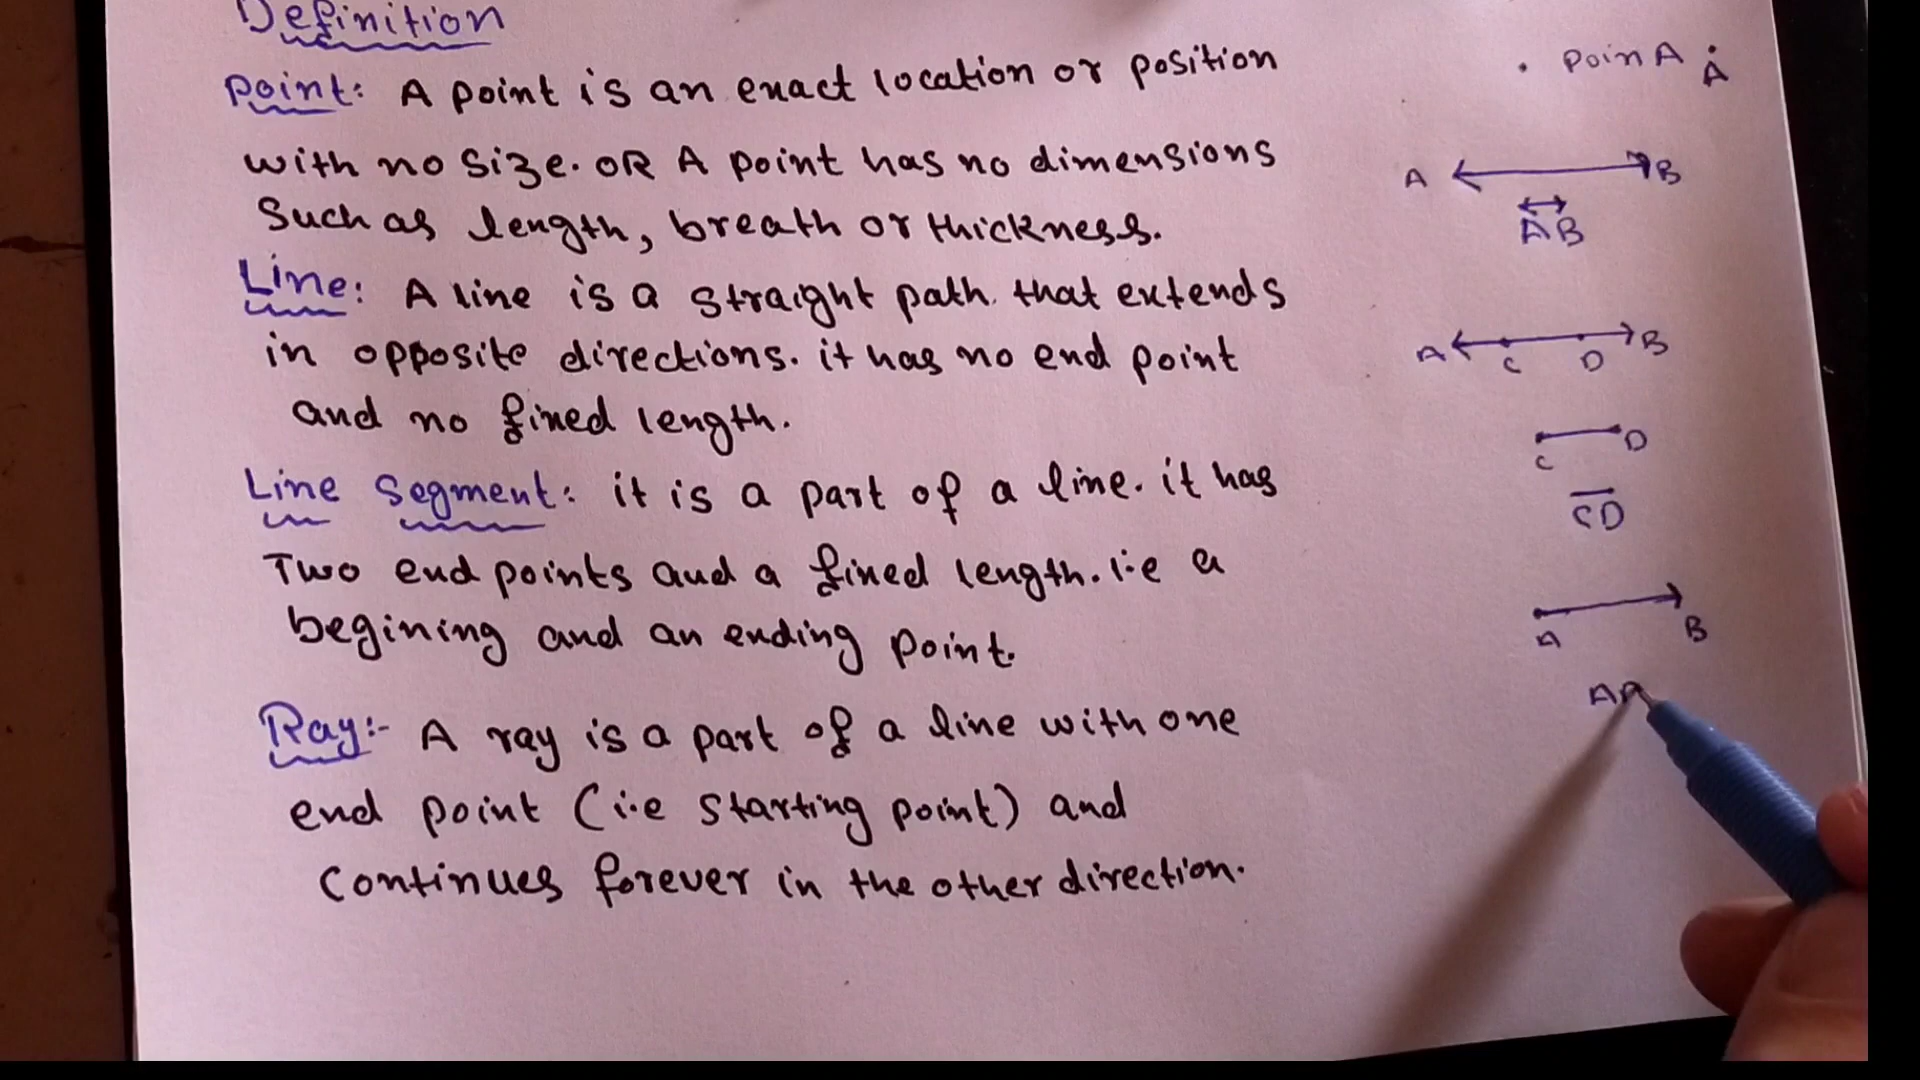 Definition
Point: A point is an exact location or position
with no size. OR A point has no dimensions
Such as length, breath or thickness.
Line: A line is a straight path. that extends
in opposite directions. it has no end point
and no fixed length.
Line Segment: it is a part of a line. it has
Two end points and a fixed length. i.e a
begining and an ending point.
Ray:- A ray is a part of a line with one
end point (i.e starting point) and
Continues forever in the other direction.
. Poin A A
A B
AB
A C D B
C D
CD
A B
A